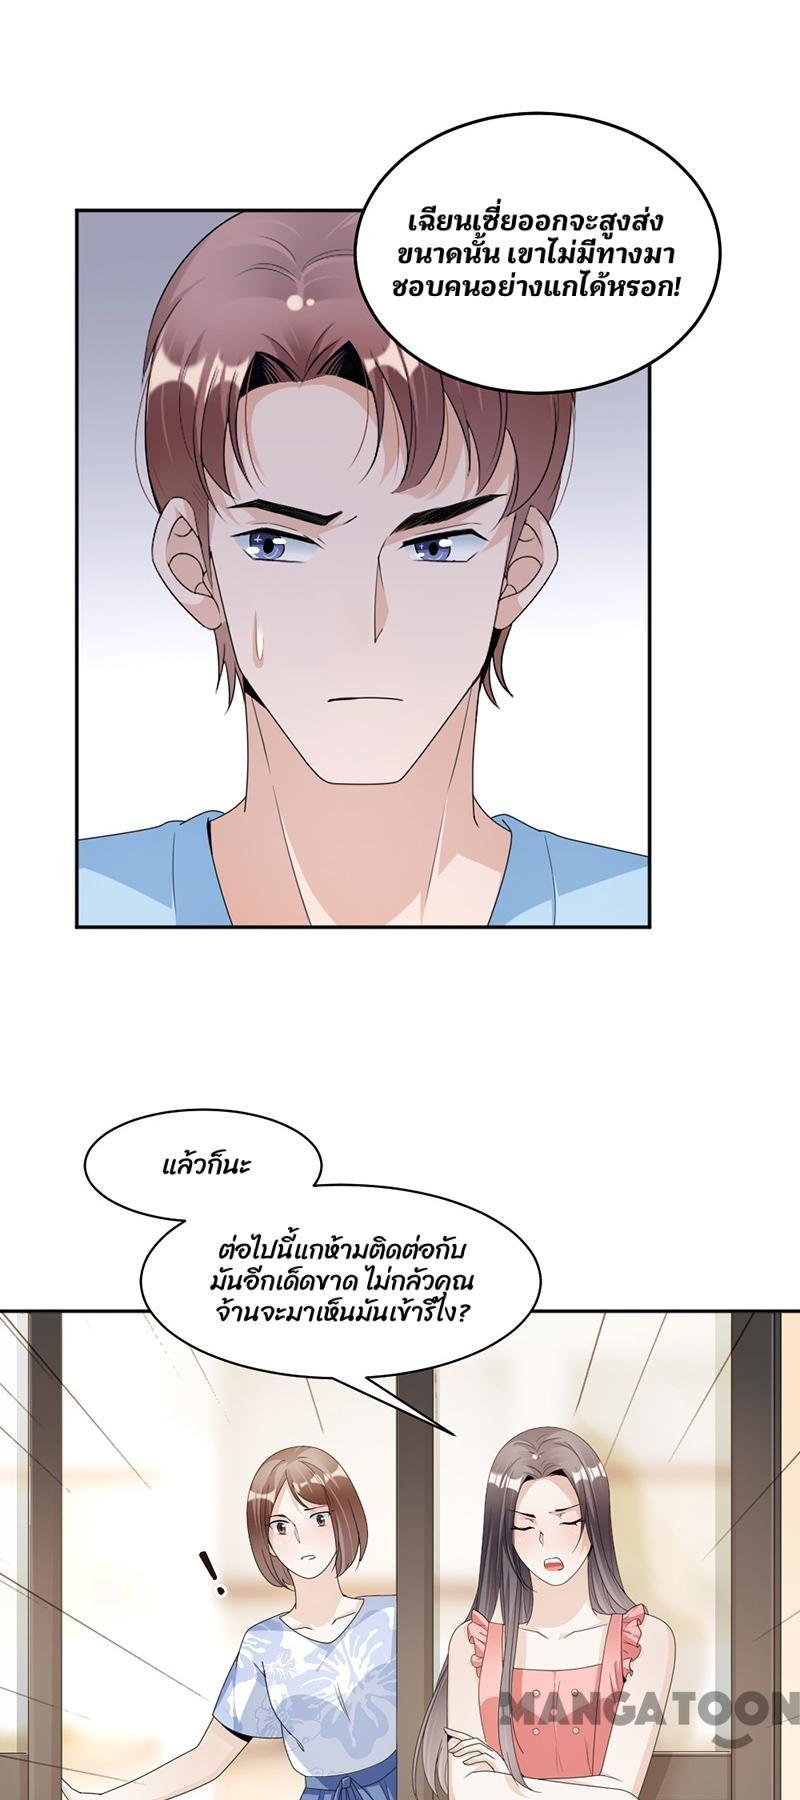 เฉียนเซี่ยออกจะสูงส่ง
ขนาดนั้น เขาไม่มีทางมา
ชอบคนอย่างแกได้หรอก!
แล้วก็นะ
ต่อไปนี้แกห้ามติดต่อกับ
มันอีกเด็ดขาด ไม่กลัวคุณ
จ้านจะมาเห็นมันเข้ารึไง?
!
MANGATOON